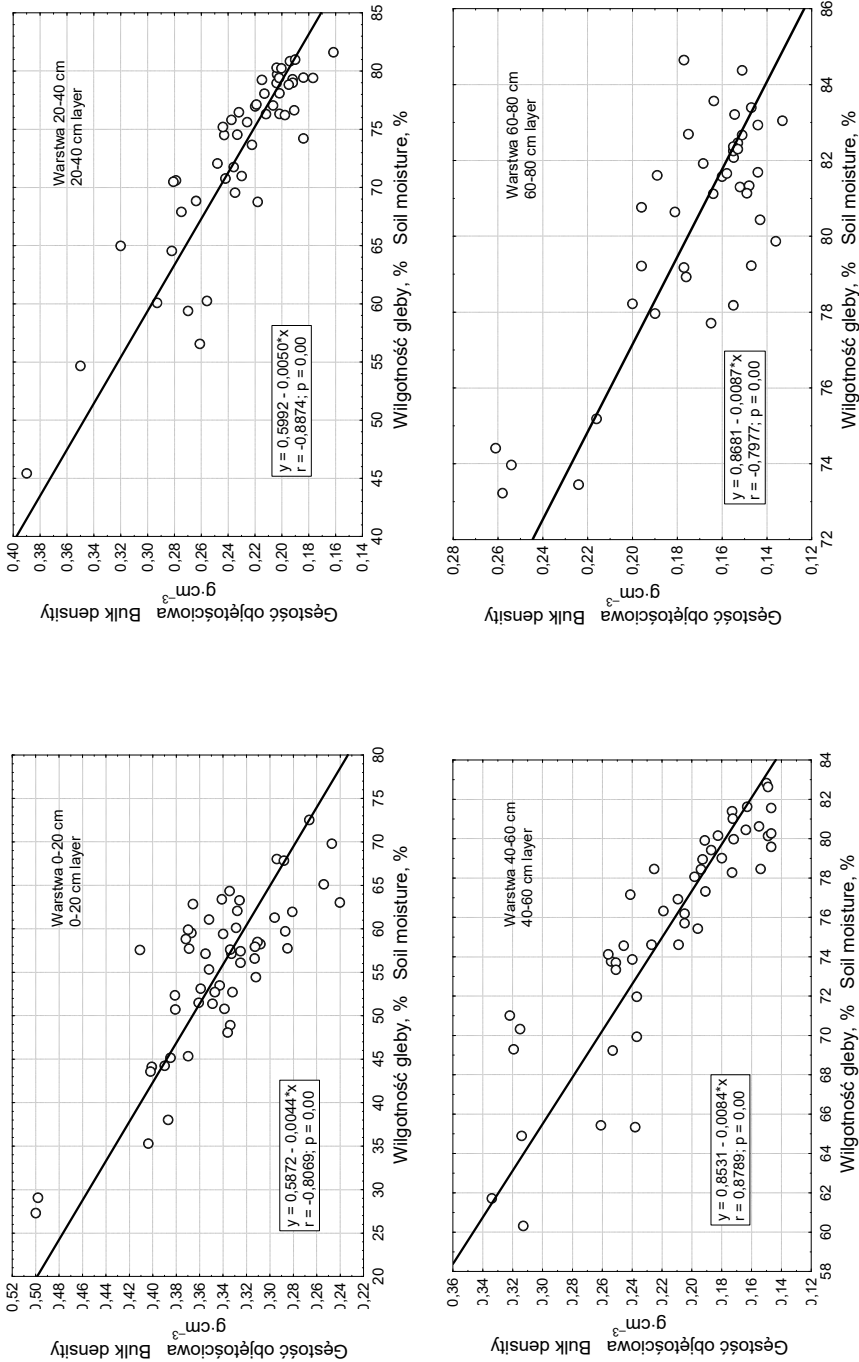 Gęstość objętościowa Bulk density
g·cm⁻³
0,52
0,50
0,48
0,46
0,44
0,42
0,40
0,38
0,36
0,34
0,32
0,30
0,28
0,26
0,24
0,22
Warstwa 0-20 cm
0-20 cm layer
y = 0,5872 - 0,0044*x
r = -0,8069; p = 0,00
20 25 30 35 40 45 50 55 60 65 70 75 80
Wilgotność gleby, % Soil moisture, %
Gęstość objętościowa Bulk density
g·cm⁻³
0,40
0,38
0,36
0,34
0,32
0,30
0,28
0,26
0,24
0,22
0,20
0,18
0,16
0,14
Warstwa 20-40 cm
20-40 cm layer
y = 0,5992 - 0,0050*x
r = -0,8874; p = 0,00
40 45 50 55 60 65 70 75 80 85
Wilgotność gleby, % Soil moisture, %
Gęstość objętościowa Bulk density
g·cm⁻³
0,36
0,34
0,32
0,30
0,28
0,26
0,24
0,22
0,20
0,18
0,16
0,14
0,12
Warstwa 40-60 cm
40-60 cm layer
y = 0,8531 - 0,0084*x
r = 0,8789; p = 0,00
58 60 62 64 66 68 70 72 74 76 78 80 82 84
Wilgotność gleby, % Soil moisture, %
Gęstość objętościowa Bulk density
g·cm⁻³
0,28
0,26
0,24
0,22
0,20
0,18
0,16
0,14
0,12
Warstwa 60-80 cm
60-80 cm layer
y = 0,8681 - 0,0087*x
r = -0,7977; p = 0,00
72 74 76 78 80 82 84 86
Wilgotność gleby, % Soil moisture, %